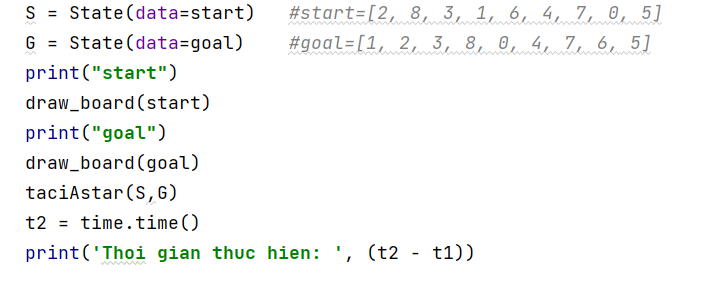 S = State(data=start)   #start=[2, 8, 3, 1, 6, 4, 7, 0, 5]
G = State(data=goal)    #goal=[1, 2, 3, 8, 0, 4, 7, 6, 5]
print("start")
draw_board(start)
print("goal")
draw_board(goal)
taciAstar(S,G)
t2 = time.time()
print('Thoi gian thuc hien: ', (t2 - t1))